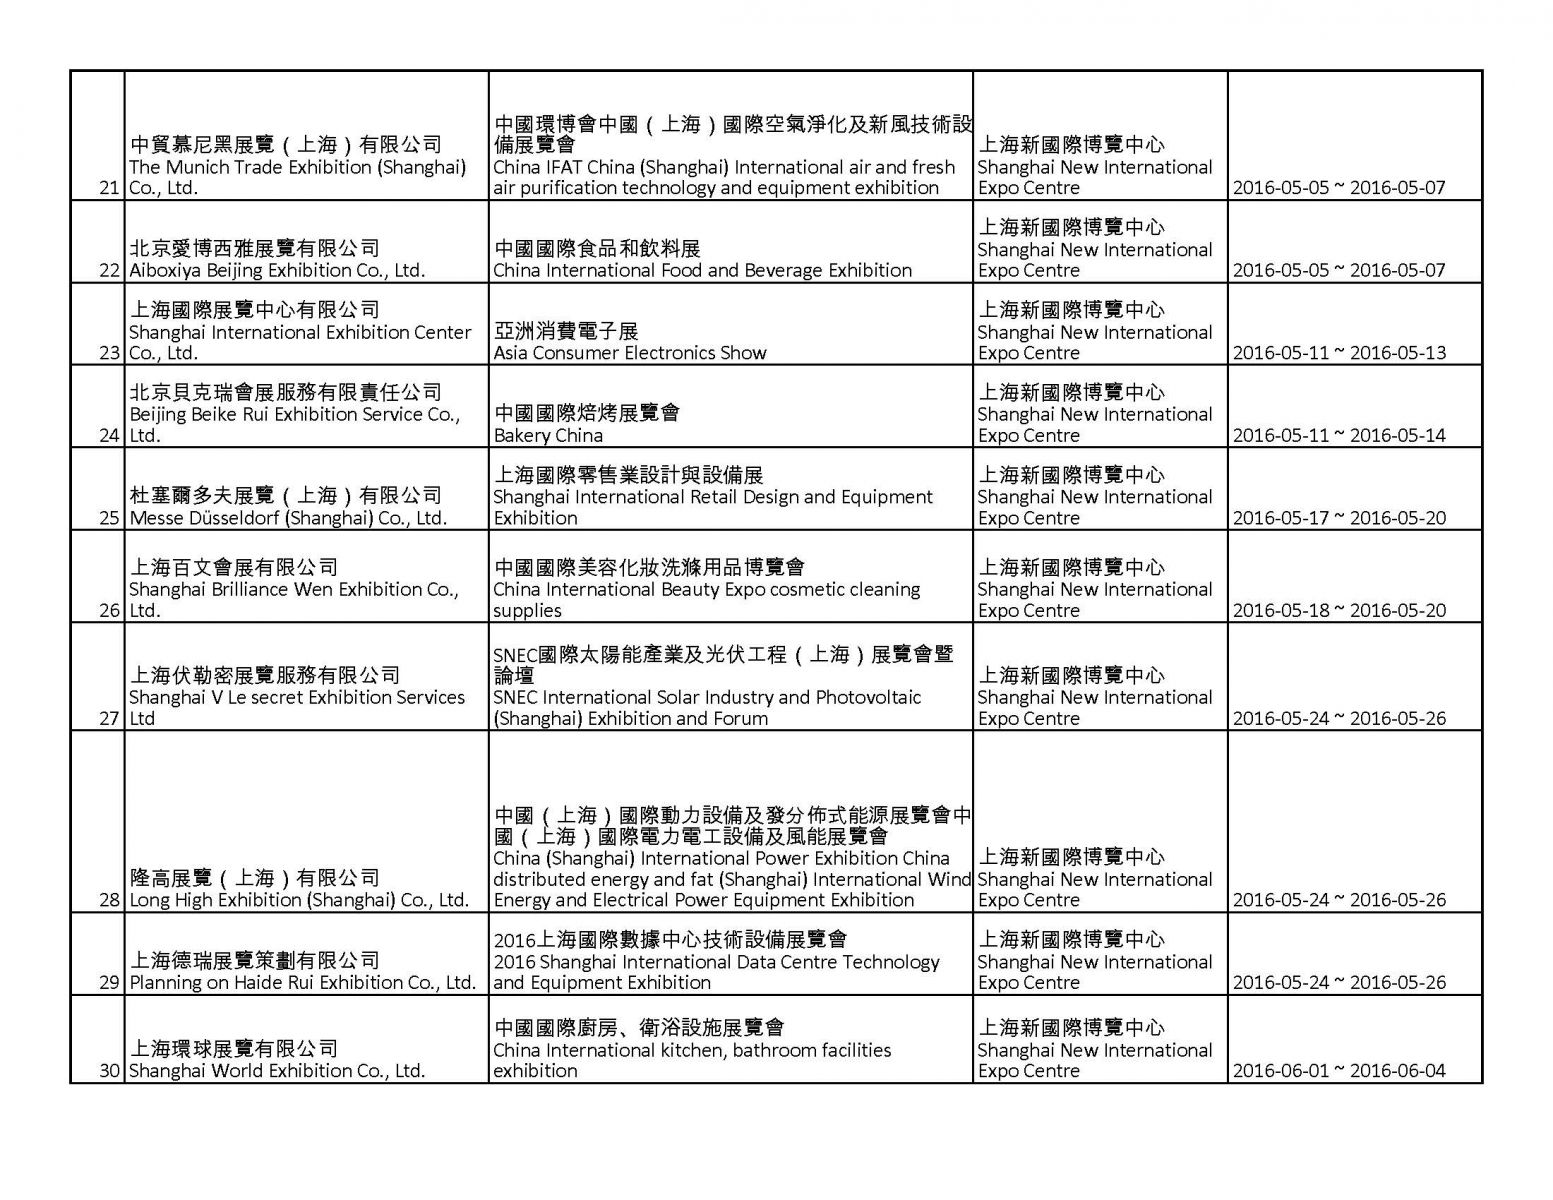 中貿慕尼黑展覽（上海）有限公司
The Munich Trade Exhibition (Shanghai)
21 Co., Ltd.
中國環博會中國（上海）國際空氣淨化及新風技術設
備展覽會
China IFAT China (Shanghai) International air and fresh
air purification technology and equipment exhibition
上海新國際博覽中心
Shanghai New International
Expo Centre
2016-05-05 ~ 2016-05-07
北京愛博西雅展覽有限公司
22 Aiboxiya Beijing Exhibition Co., Ltd.
中國國際食品和飲料展
China International Food and Beverage Exhibition
上海新國際博覽中心
Shanghai New International
Expo Centre
2016-05-05 ~ 2016-05-07
上海國際展覽中心有限公司
Shanghai International Exhibition Center
23 Co., Ltd.
亞洲消費電子展
Asia Consumer Electronics Show
上海新國際博覽中心
Shanghai New International
Expo Centre
2016-05-11 ~ 2016-05-13
北京貝克瑞會展服務有限責任公司
Beijing Beike Rui Exhibition Service Co.,
24 Ltd.
中國國際焙烤展覽會
Bakery China
上海新國際博覽中心
Shanghai New International
Expo Centre
2016-05-11 ~ 2016-05-14
杜塞爾多夫展覽（上海）有限公司
25 Messe Düsseldorf (Shanghai) Co., Ltd.
上海國際零售業設計與設備展
Shanghai International Retail Design and Equipment
Exhibition
上海新國際博覽中心
Shanghai New International
Expo Centre
2016-05-17 ~ 2016-05-20
上海百文會展有限公司
Shanghai Brilliance Wen Exhibition Co.,
26 Ltd.
中國國際美容化妝洗滌用品博覽會
China International Beauty Expo cosmetic cleaning
supplies
上海新國際博覽中心
Shanghai New International
Expo Centre
2016-05-18 ~ 2016-05-20
上海伏勒密展覽服務有限公司
Shanghai V Le secret Exhibition Services
27 Ltd
SNEC國際太陽能產業及光伏工程（上海）展覽會暨
論壇
SNEC International Solar Industry and Photovoltaic
(Shanghai) Exhibition and Forum
上海新國際博覽中心
Shanghai New International
Expo Centre
2016-05-24 ~ 2016-05-26
隆高展覽（上海）有限公司
28 Long High Exhibition (Shanghai) Co., Ltd.
中國（上海）國際動力設備及發分佈式能源展覽會中
國（上海）國際電力電工設備及風能展覽會
China (Shanghai) International Power Exhibition China
distributed energy and fat (Shanghai) International Wind
Energy and Electrical Power Equipment Exhibition
上海新國際博覽中心
Shanghai New International
Expo Centre
2016-05-24 ~ 2016-05-26
上海德瑞展覽策劃有限公司
29 Planning on Haide Rui Exhibition Co., Ltd.
2016上海國際數據中心技術設備展覽會
2016 Shanghai International Data Centre Technology
and Equipment Exhibition
上海新國際博覽中心
Shanghai New International
Expo Centre
2016-05-24 ~ 2016-05-26
上海環球展覽有限公司
30 Shanghai World Exhibition Co., Ltd.
中國國際廚房、衛浴設施展覽會
China International kitchen, bathroom facilities
exhibition
上海新國際博覽中心
Shanghai New International
Expo Centre
2016-06-01 ~ 2016-06-04